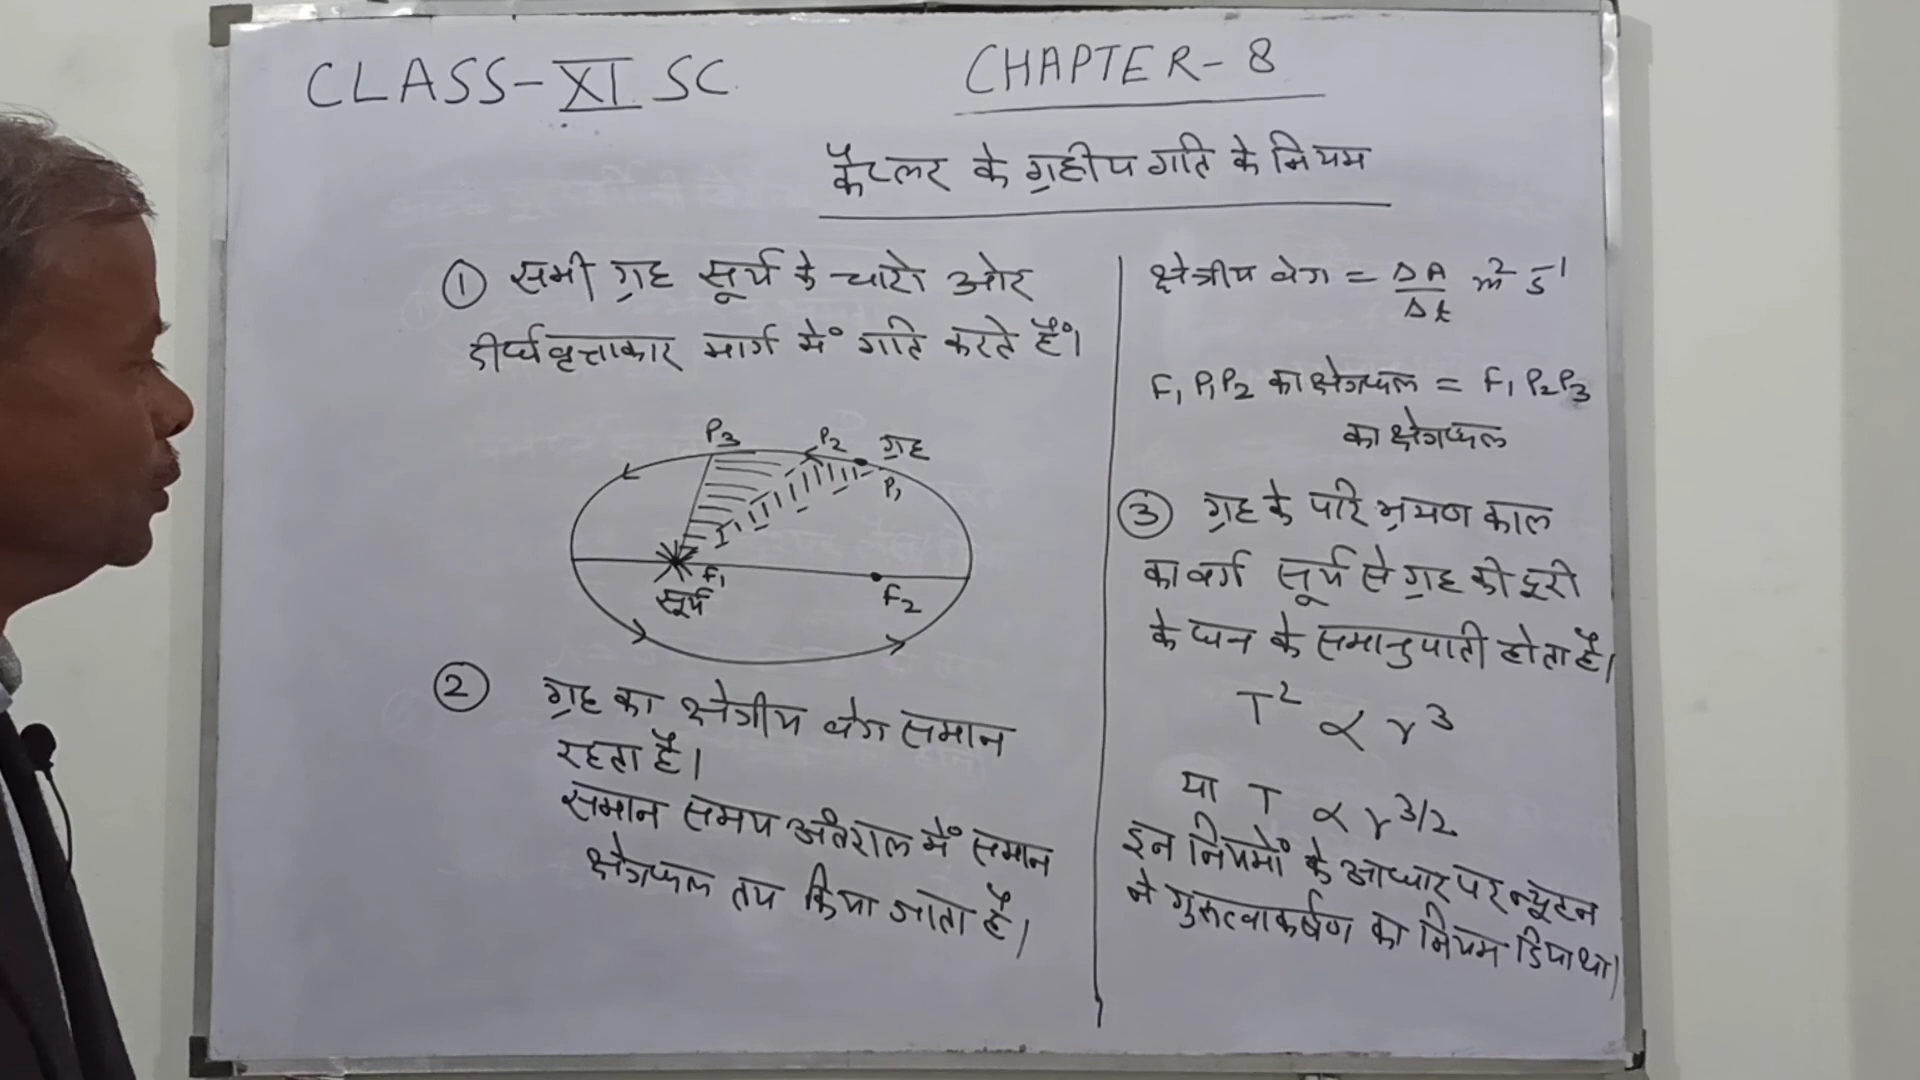 CLASS-XI SC
CHAPTER-8
कैप्लर के ग्रहीय गति के नियम
① सभी ग्रह सूर्य के चारो ओर
दीर्घवृत्ताकार मार्ग में गति करते हैं।
P3
P2
ग्रह
P1
F1
सूर्य
F2
② ग्रह का क्षेत्रीय वेग समान
रहता है।
समान समय अंतराल में समान
क्षेत्रफल तय किया जाता है।
क्षेत्रीय वेग = ΔA/Δt m² s⁻¹
F1 P1P2 का क्षेत्रफल = F1 P2P3
का क्षेत्रफल
③ ग्रह के परिभ्रमण काल
का वर्ग सूर्य से ग्रह की दूरी
के घन के समानुपाती होता है।
T² ∝ r³
या T ∝ r³/²
इन नियमों के आधार पर न्यूटन
ने गुरुत्वाकर्षण का नियम दिया था।